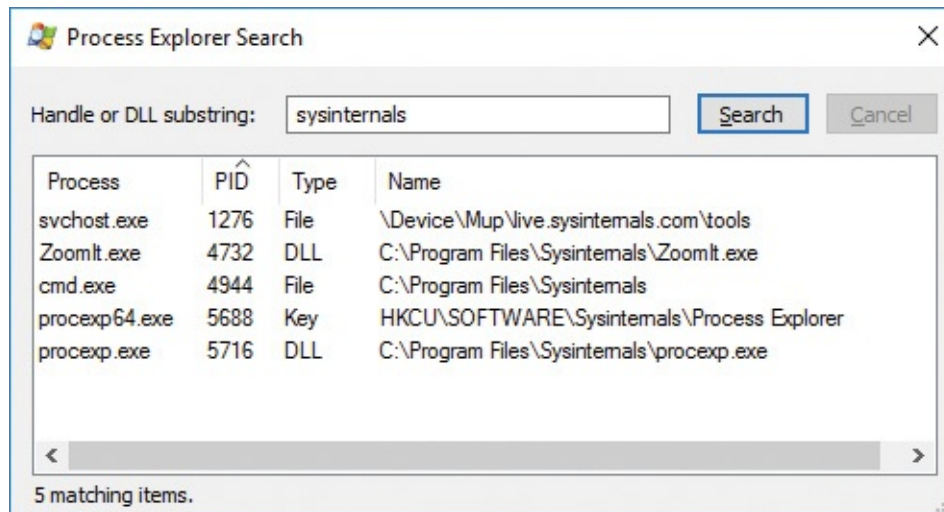 Process Explorer Search
Handle or DLL substring: sysinternals Search Cancel
Process PID Type Name
svchost.exe 1276 File \Device\Mup\live.sysinternals.com\tools
ZoomIt.exe 4732 DLL C:\Program Files\Sysinternals\ZoomIt.exe
cmd.exe 4944 File C:\Program Files\Sysinternals
procexp64.exe 5688 Key HKCU\SOFTWARE\Sysinternals\Process Explorer
procexp.exe 5716 DLL C:\Program Files\Sysinternals\procexp.exe
5 matching items.